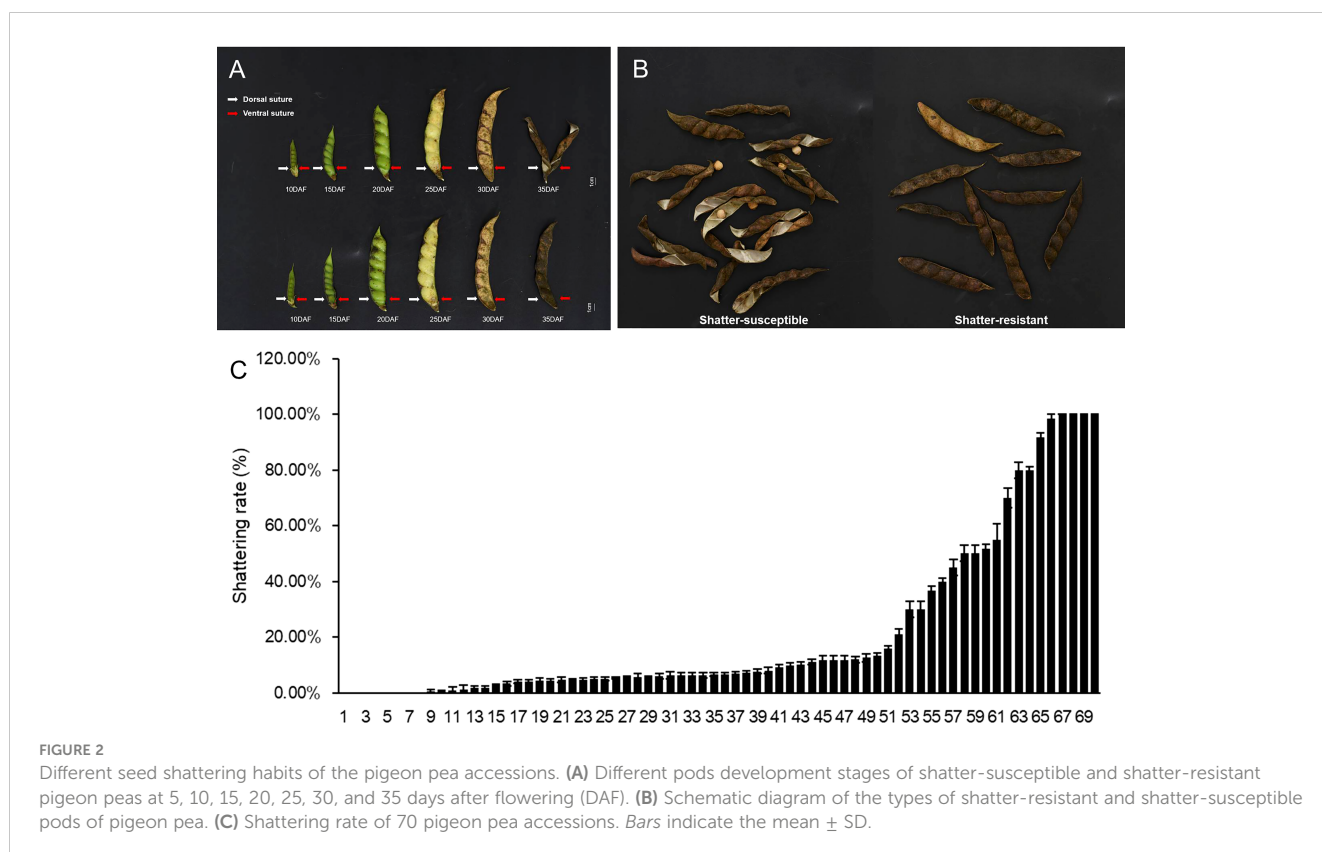 A
Dorsal suture
Ventral suture
10DAF 15DAF 20DAF 25DAF 30DAF 35DAF
1cm
10DAF 15DAF 20DAF 25DAF 30DAF 35DAF
1cm
B
Shatter-susceptible Shatter-resistant
C
Shattering rate (%)
120.00%
100.00%
80.00%
60.00%
40.00%
20.00%
0.00%
1 3 5 7 9 11 13 15 17 19 21 23 25 27 29 31 33 35 37 39 41 43 45 47 49 51 53 55 57 59 61 63 65 67 69
FIGURE 2
Different seed shattering habits of the pigeon pea accessions. (A) Different pods development stages of shatter-susceptible and shatter-resistant
pigeon peas at 5, 10, 15, 20, 25, 30, and 35 days after flowering (DAF). (B) Schematic diagram of the types of shatter-resistant and shatter-susceptible
pods of pigeon pea. (C) Shattering rate of 70 pigeon pea accessions. Bars indicate the mean ± SD.